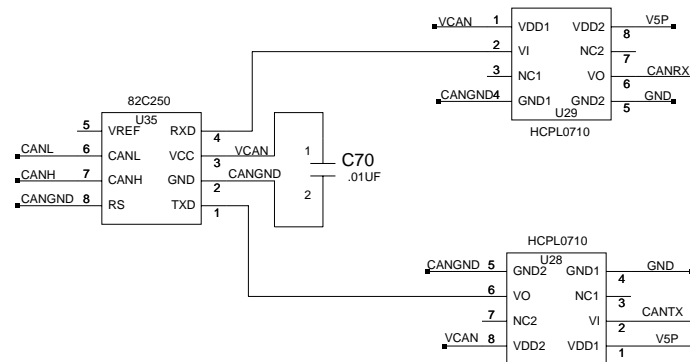 VCAN 1 VDD1 VDD2 8 V5P
2 VI NC2 7
3 NC1 VO 6 CANRX
CANGND 4 GND1 GND2 5 GND
U29
HCPL0710
82C250
U35
5 VREF RXD 4
CANL 6 CANL VCC 3 VCAN
CANH 7 CANH GND 2 CANGND
CANGND 8 RS TXD 1
1
C70
.01UF
2
HCPL0710
U28
CANGND 5 GND2 GND1 4 GND
6 VO NC1 3
7 NC2 VI 2 CANTX
VCAN 8 VDD2 VDD1 1 V5P